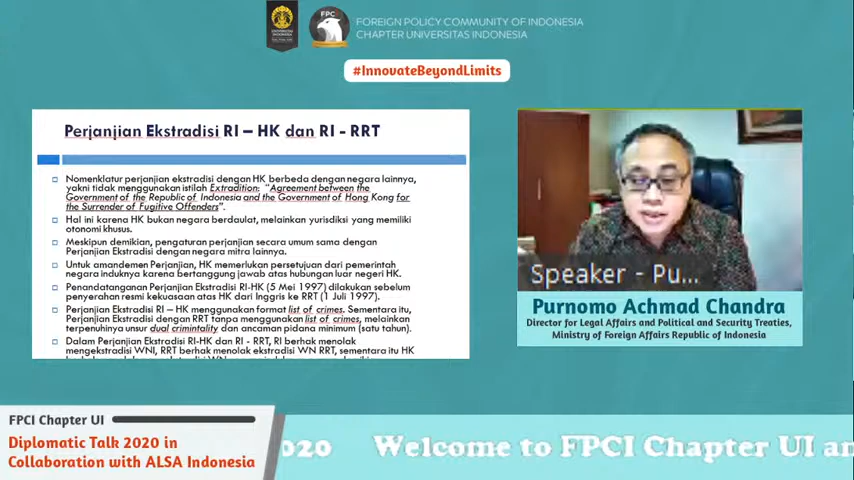 FPC
FOREIGN POLICY COMMUNITY OF INDONESIA
CHAPTER UNIVERSITAS INDONESIA
#InnovateBeyondLimits
Perjanjian Ekstradisi RI – HK dan RI - RRT
Nomenklatur perjanjian ekstradisi dengan HK berbeda dengan negara lainnya,
yakni tidak menggunakan istilah Extradition: "Agreement between the
Government of the Republic of Indonesia and the Government of Hong Kong for
the Surrender of Fugitive Offenders".
Hal ini karena HK bukan negara berdaulat, melainkan yurisdiksi yang memiliki
otonomi khusus.
Meskipun demikian, pengaturan perjanjian secara umum sama dengan
Perjanjian Ekstradisi dengan negara mitra lainnya.
Untuk amandemen Perjanjian, HK memerlukan persetujuan dari pemerintah
negara induknya karena bertanggung jawab atas hubungan luar negeri HK.
Penandatanganan Perjanjian Ekstradisi RI-HK (5 Mei 1997) dilakukan sebelum
penyerahan resmi kekuasaan atas HK dari Inggris ke RRT (1 Juli 1997).
Perjanjian Ekstradisi RI – HK menggunakan format list of crimes. Sementara itu,
Perjanjian Ekstradisi dengan RRT tanpa menggunakan list of crimes, melainkan
terpenuhinya unsur dual crimintality dan ancaman pidana minimum (satu tahun).
Dalam Perjanjian Ekstradisi RI-HK dan RI - RRT, RI berhak menolak
mengekstradisi WNI, RRT berhak menolak ekstradisi WN RRT, sementara itu HK
Speaker - Pu...
Purnomo Achmad Chandra
Director for Legal Affairs and Political and Security Treaties,
Ministry of Foreign Affairs Republic of Indonesia
FPCI Chapter UI
Diplomatic Talk 2020 in
Collaboration with ALSA Indonesia
2020 Welcome to FPCI Chapter UI an